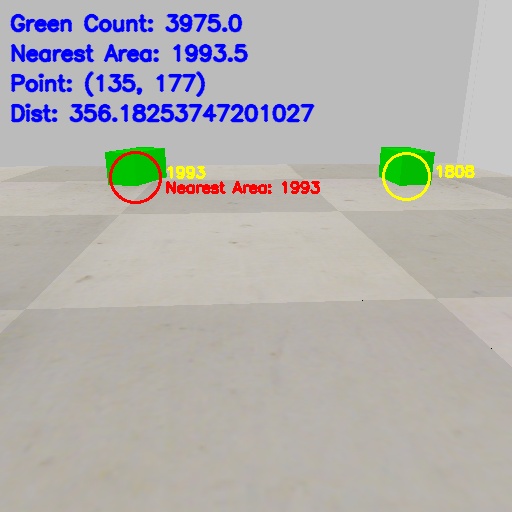 Green Count: 3975.0
Nearest Area: 1993.5
Point: (135, 177)
Dist: 356.18253747201027
1993
Nearest Area: 1993
1808